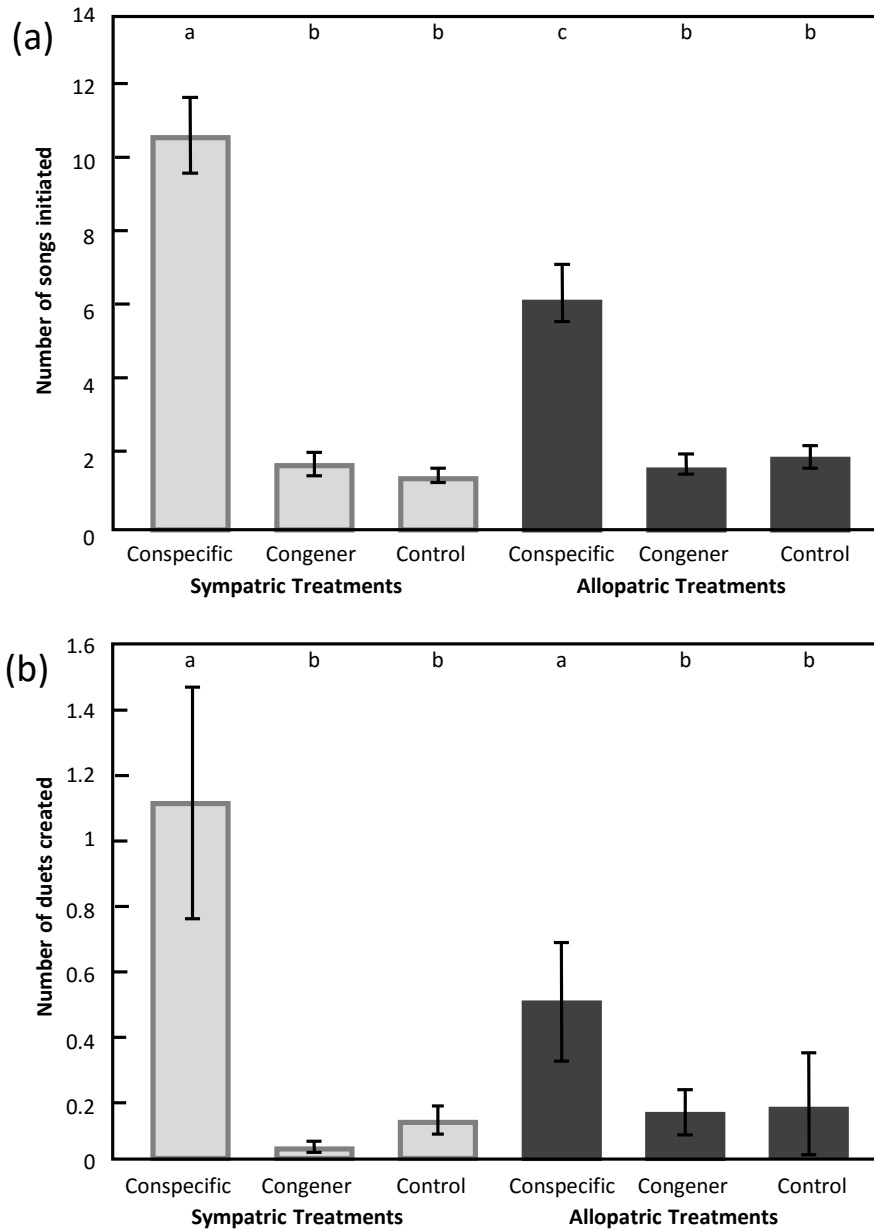 (a)
14
a b b c b b
12
10
8
6
4
2
0
Number of songs initiated
Conspecific Congener Control Conspecific Congener Control
Sympatric Treatments Allopatric Treatments
(b)
1.6
a b b a b b
1.4
1.2
1
0.8
0.6
0.4
0.2
0
Number of duets created
Conspecific Congener Control Conspecific Congener Control
Sympatric Treatments Allopatric Treatments